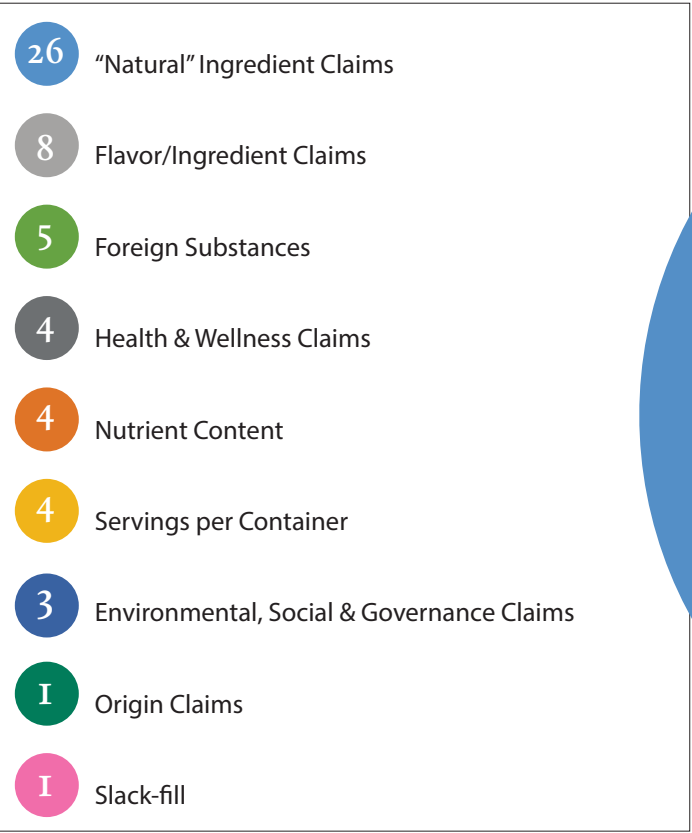 26 “Natural” Ingredient Claims
8 Flavor/Ingredient Claims
5 Foreign Substances
4 Health & Wellness Claims
4 Nutrient Content
4 Servings per Container
3 Environmental, Social & Governance Claims
1 Origin Claims
1 Slack-fill